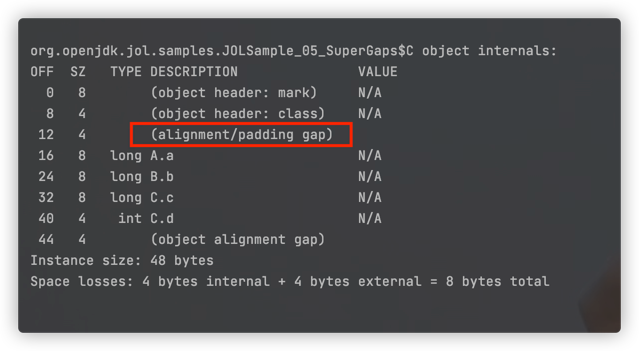 org.openjdk.jol.samples.JOLSample_05_SuperGaps$C object internals:
OFF  SZ   TYPE DESCRIPTION               VALUE
  0   8        (object header: mark)     N/A
  8   4        (object header: class)    N/A
 12   4        (alignment/padding gap)
 16   8   long A.a                       N/A
 24   8   long B.b                       N/A
 32   8   long C.c                       N/A
 40   4    int C.d                       N/A
 44   4        (object alignment gap)
Instance size: 48 bytes
Space losses: 4 bytes internal + 4 bytes external = 8 bytes total